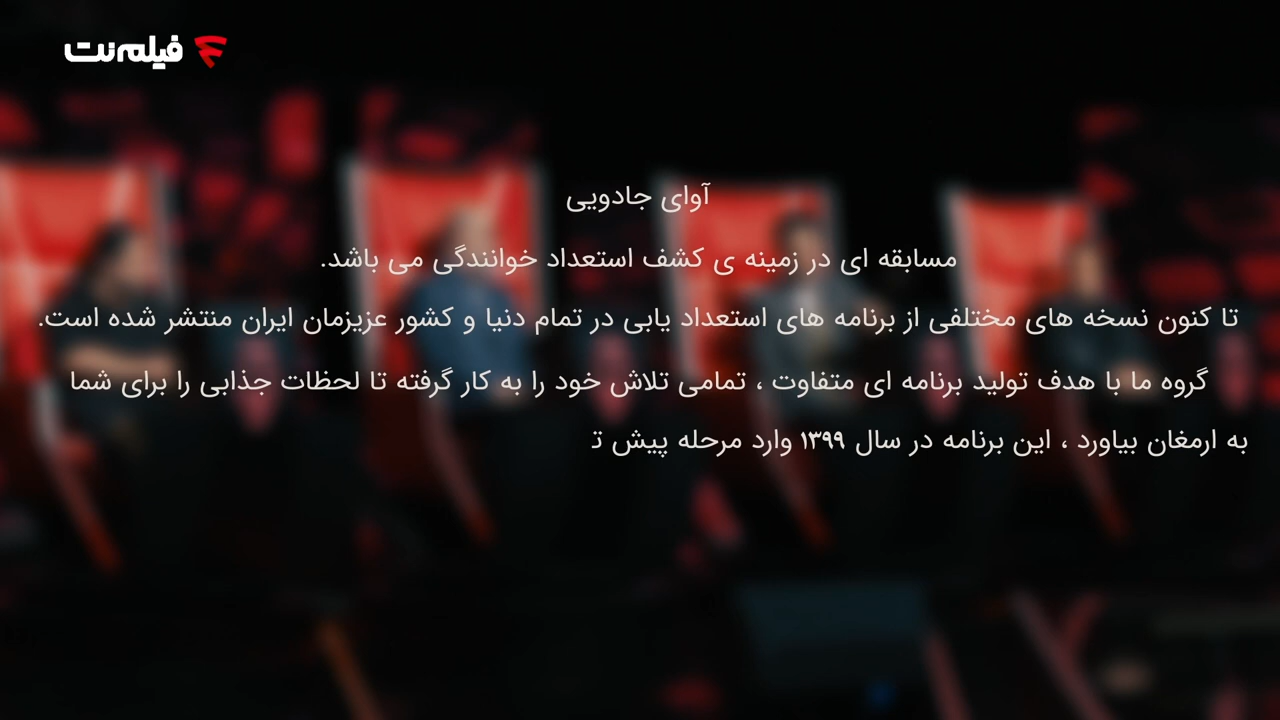 فیلم‌نت
آوای جادویی
مسابقه ای در زمینه ی کشف استعداد خوانندگی می باشد.
تا کنون نسخه های مختلفی از برنامه های استعداد یابی در تمام دنیا و کشور عزیزمان ایران منتشر شده است.
گروه ما با هدف تولید برنامه ای متفاوت ، تمامی تلاش خود را به کار گرفته تا لحظات جذابی را برای شما
به ارمغان بیاورد ، این برنامه در سال ۱۳۹۹ وارد مرحله پیش تـ